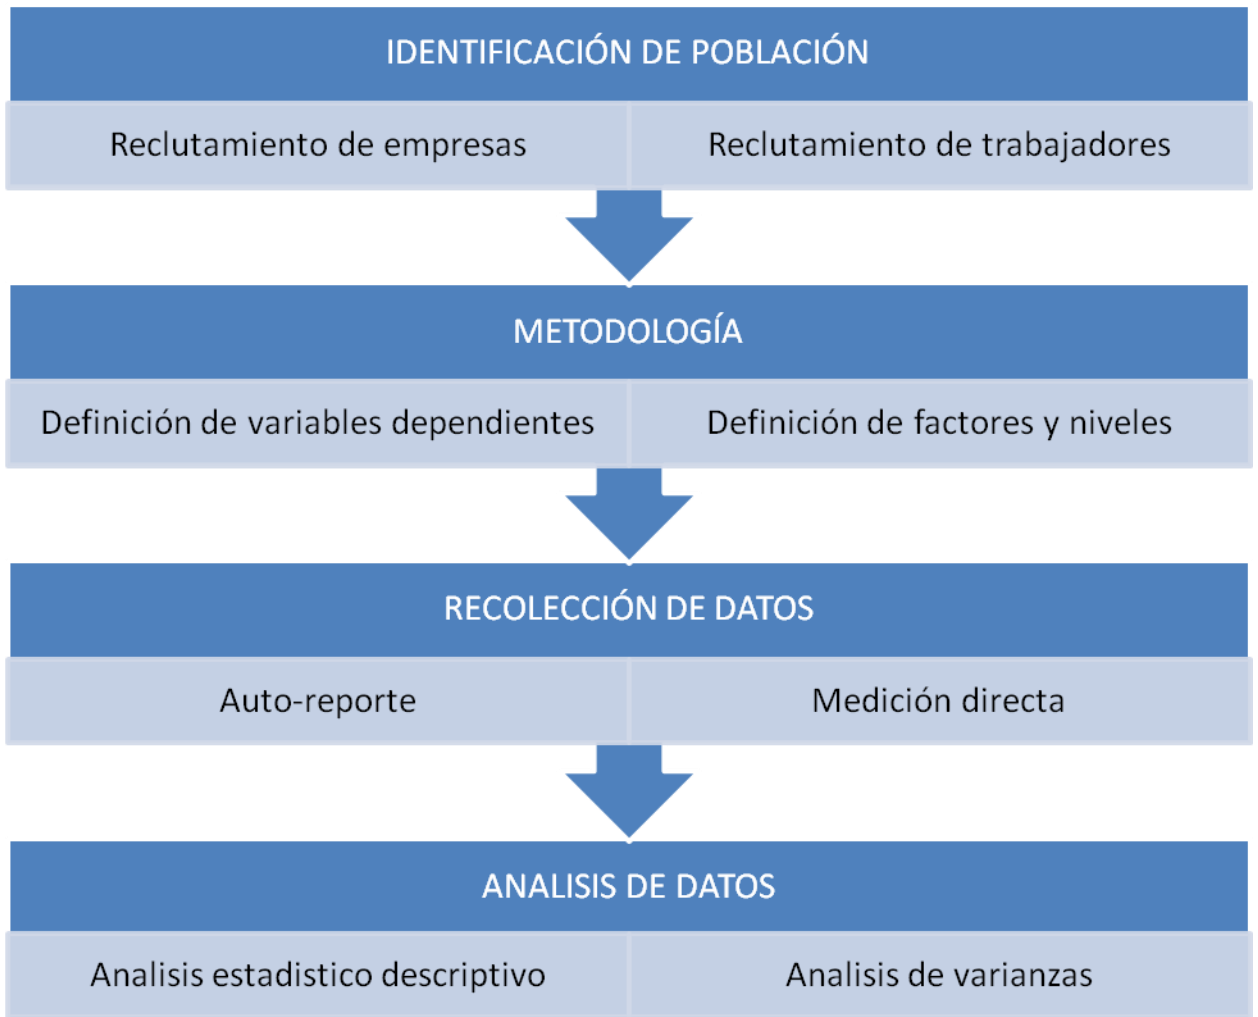 IDENTIFICACIÓN DE POBLACIÓN
Reclutamiento de empresas
Reclutamiento de trabajadores
METODOLOGÍA
Definición de variables dependientes
Definición de factores y niveles
RECOLECCIÓN DE DATOS
Auto-reporte
Medición directa
ANALISIS DE DATOS
Analisis estadistico descriptivo
Analisis de varianzas